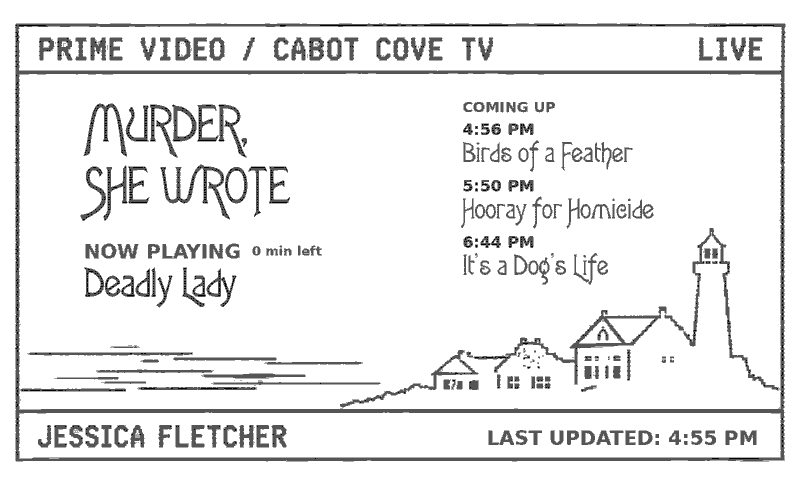 PRIME VIDEO / CABOT COVE TV
LIVE
MURDER,
SHE WROTE
NOW PLAYING 0 min left
Deadly Lady
COMING UP
4:56 PM
Birds of a Feather
5:50 PM
Hooray for Homicide
6:44 PM
It's a Dog's Life
JESSICA FLETCHER
LAST UPDATED: 4:55 PM